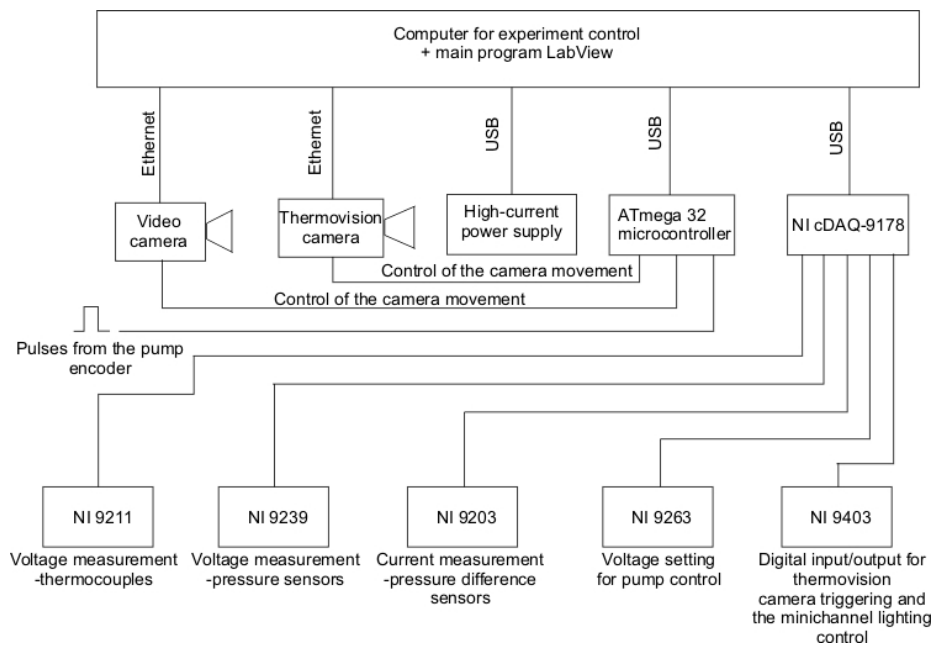 Computer for experiment control
+ main program LabView
Ethernet
Ethernet
USB
USB
USB
Video
camera
Thermovision
camera
High-current
power supply
ATmega 32
microcontroller
NI cDAQ-9178
Control of the camera movement
Control of the camera movement
Pulses from the pump
encoder
NI 9211
NI 9239
NI 9203
NI 9263
NI 9403
Voltage measurement
-thermocouples
Voltage measurement
-pressure sensors
Current measurement
-pressure difference
sensors
Voltage setting
for pump control
Digital input/output for
thermovision
camera triggering and
the minichannel lighting
control